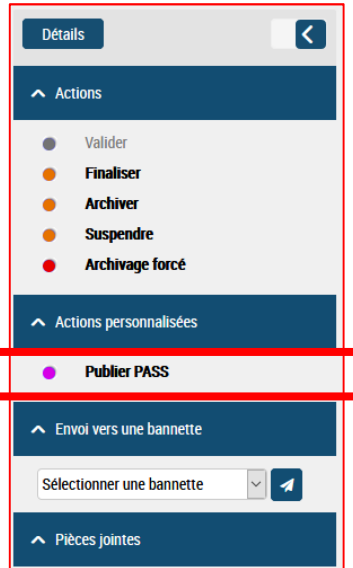 Détails
Actions
Valider
Finaliser
Archiver
Suspendre
Archivage forcé
Actions personnalisées
Publier PASS
Envoi vers une bannette
Sélectionner une bannette
Pièces jointes